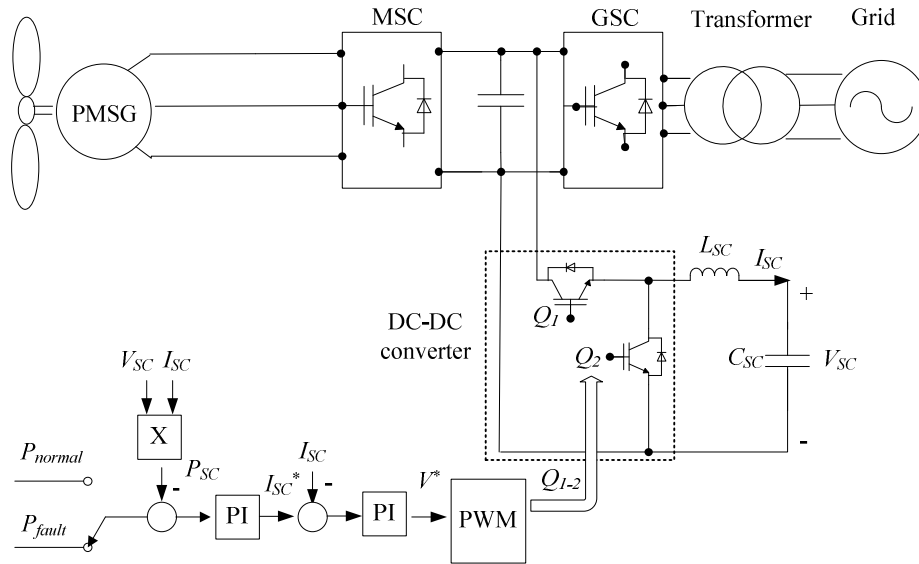 MSC
GSC
Transformer
Grid
PMSG
L_SC
I_SC
Q_1
+
DC-DC
converter
Q_2
C_SC
V_SC
V_SC
I_SC
X
-
P_normal
P_SC
I_SC
-
-
I_SC*
V*
Q_1-2
P_fault
PI
PI
PWM